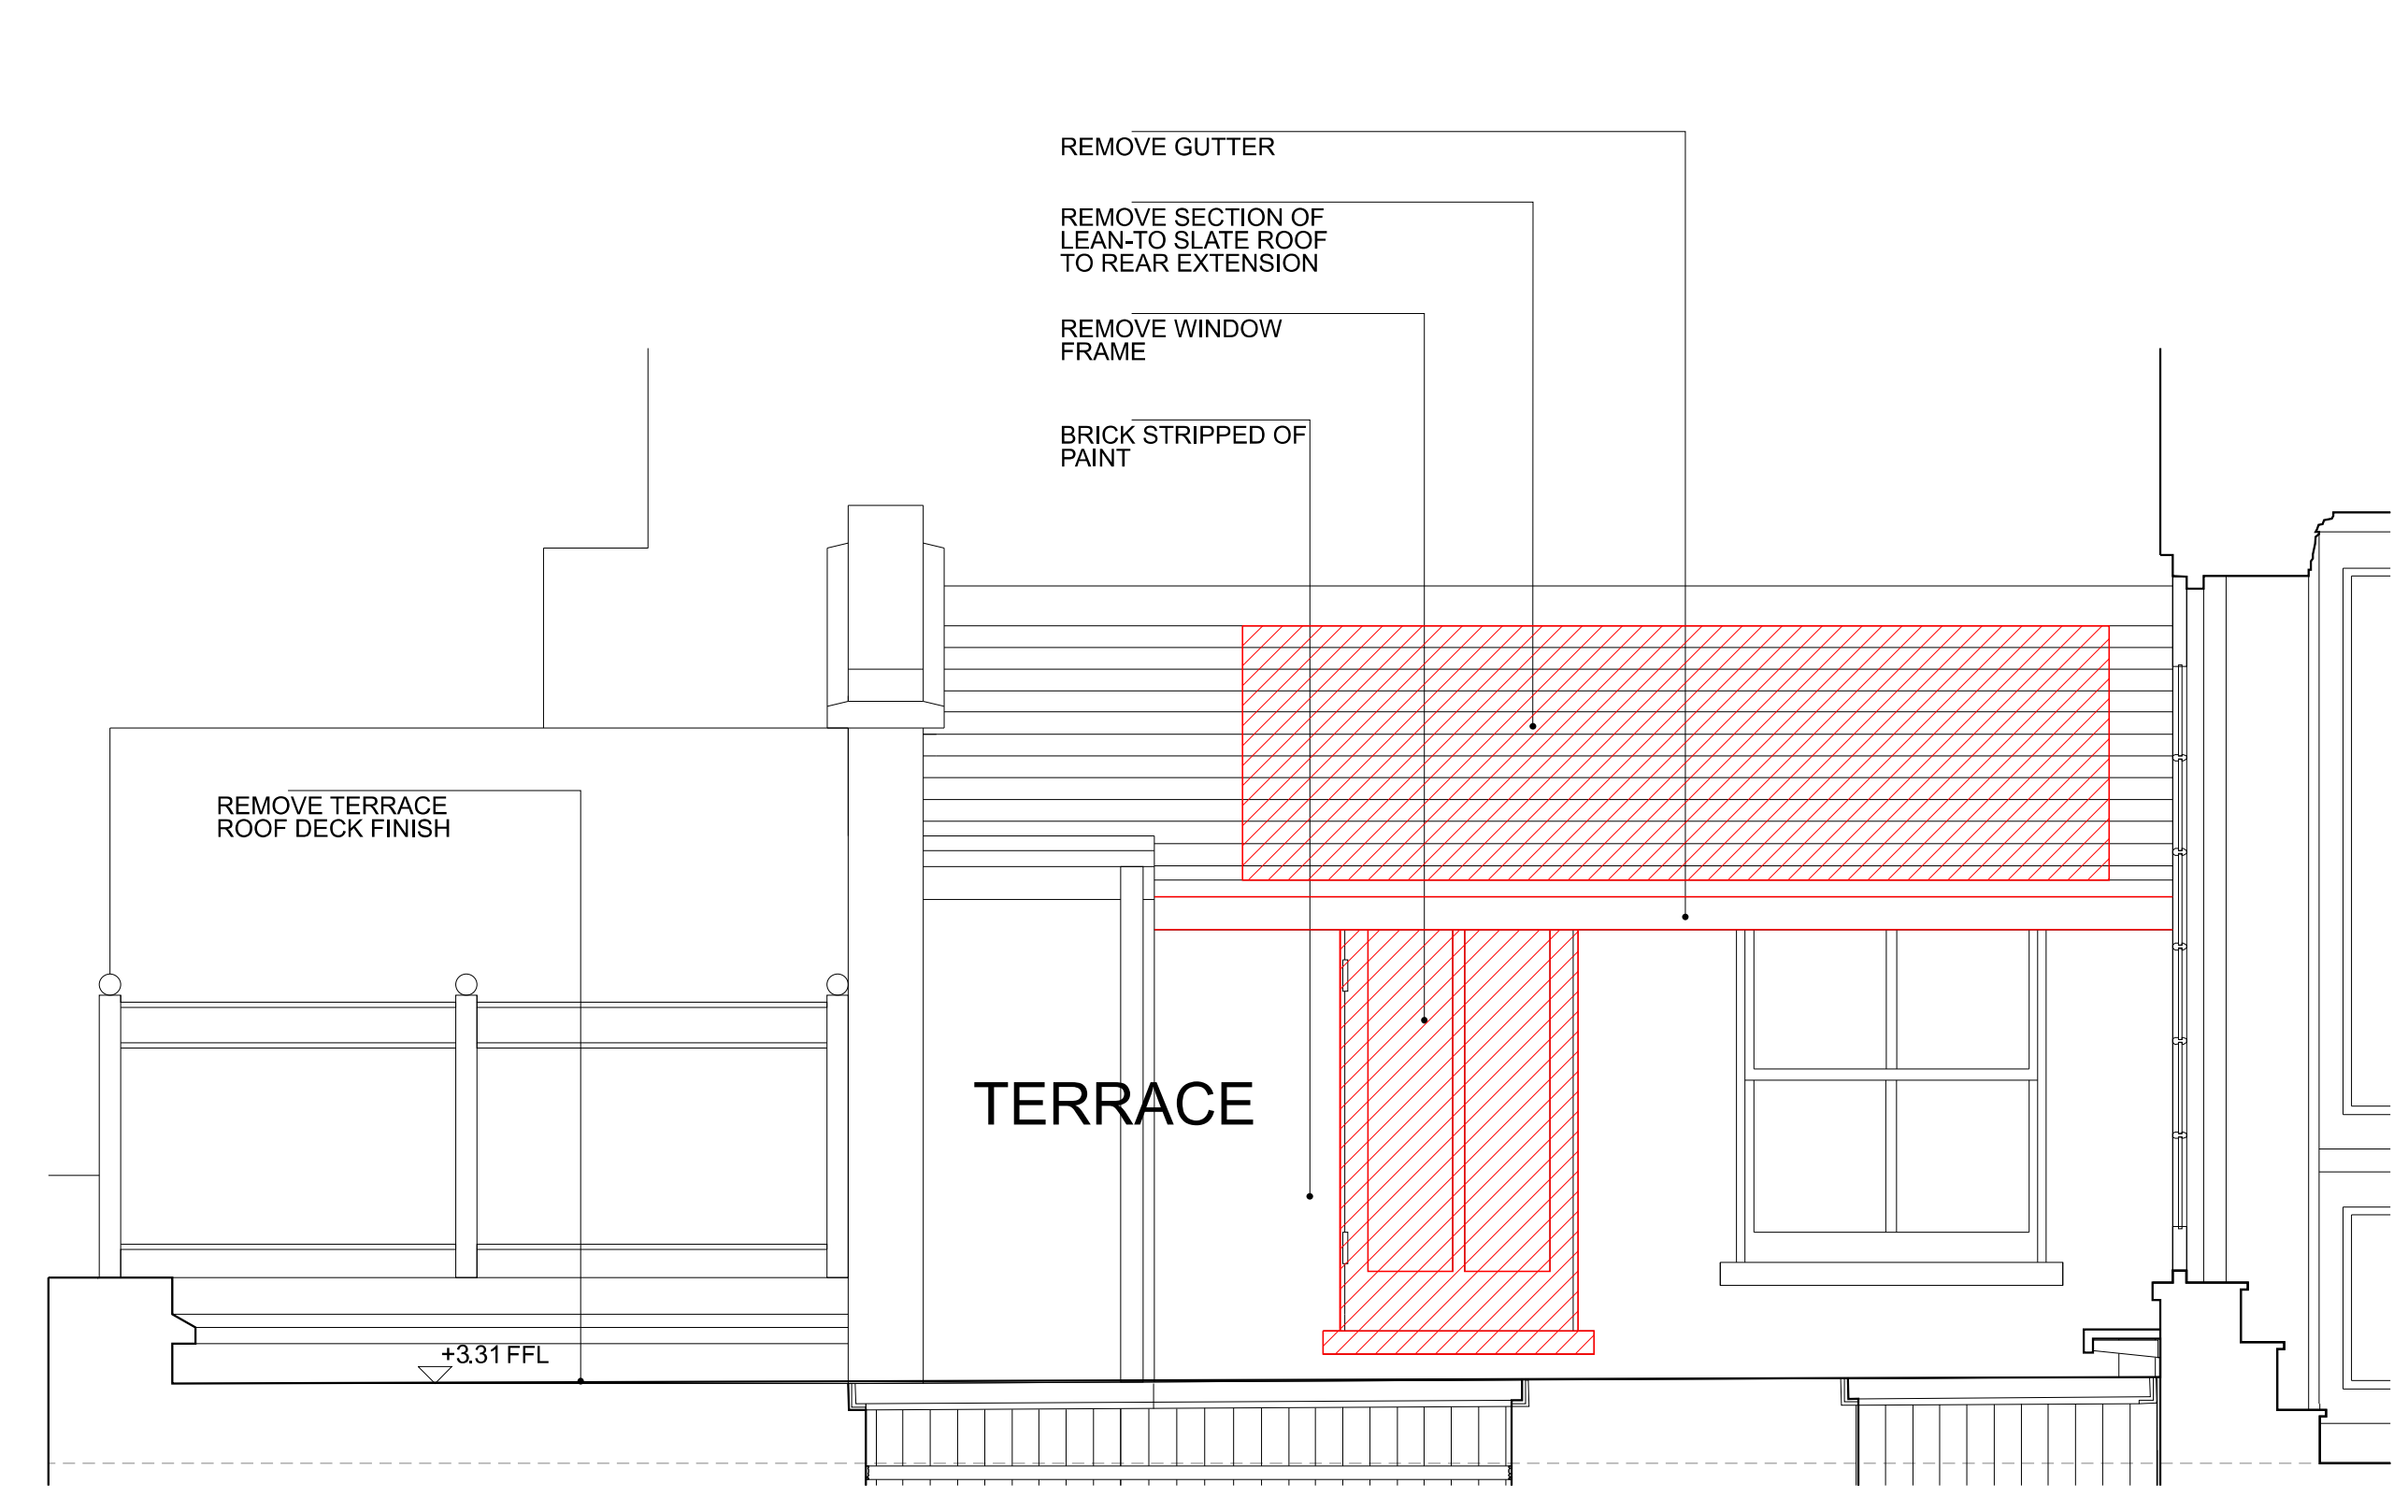 REMOVE GUTTER
REMOVE SECTION OF
LEAN-TO SLATE ROOF
TO REAR EXTENSION
REMOVE WINDOW
FRAME
BRICK STRIPPED OF
PAINT
REMOVE TERRACE
ROOF DECK FINISH
TERRACE
+3.31 FFL